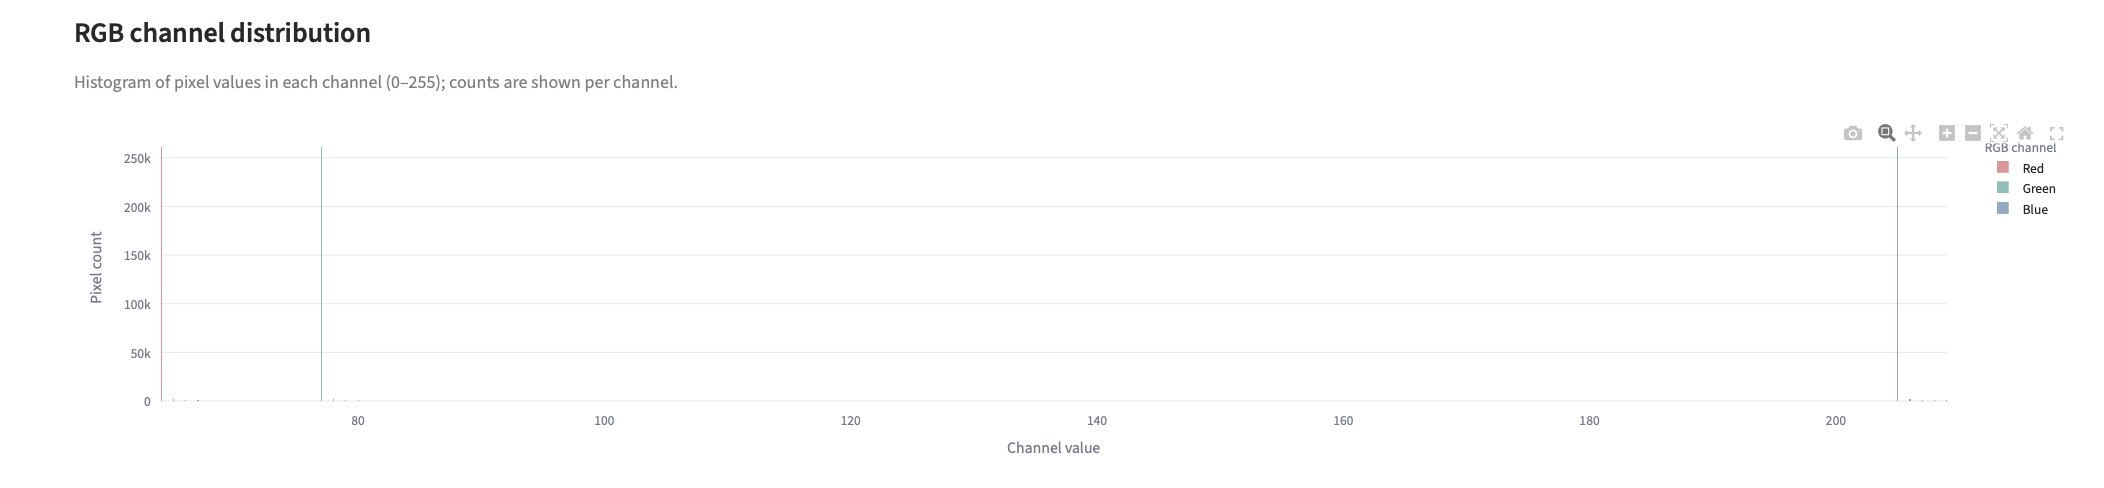 RGB channel distribution
Histogram of pixel values in each channel (0–255); counts are shown per channel.
RGB channel
Red
Green
Blue
250k
200k
150k
100k
50k
0
Pixel count
80 100 120 140 160 180 200
Channel value